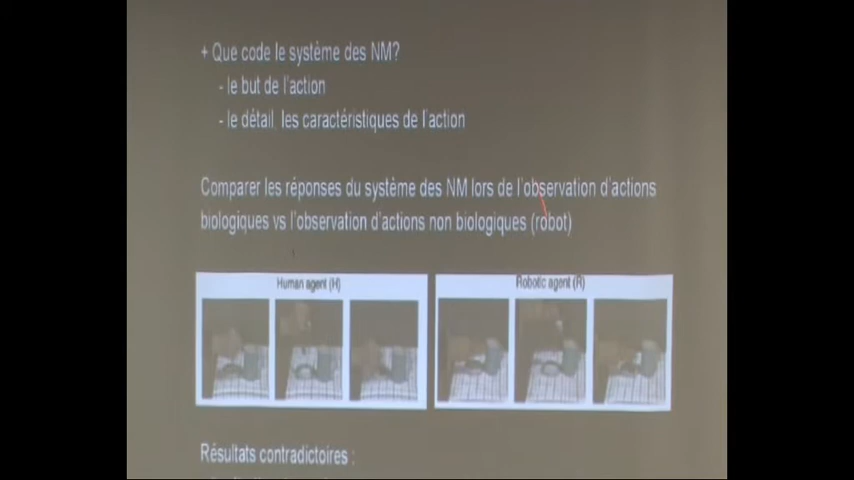 + Que code le système des NM?
- le but de l'action
- le détail, les caractéristiques de l'action
Comparer les réponses du système des NM lors de l'observation d'actions
biologiques vs l'observation d'actions non biologiques (robot)
Human agent (H)
Robotic agent (R)
Résultats contradictoires :